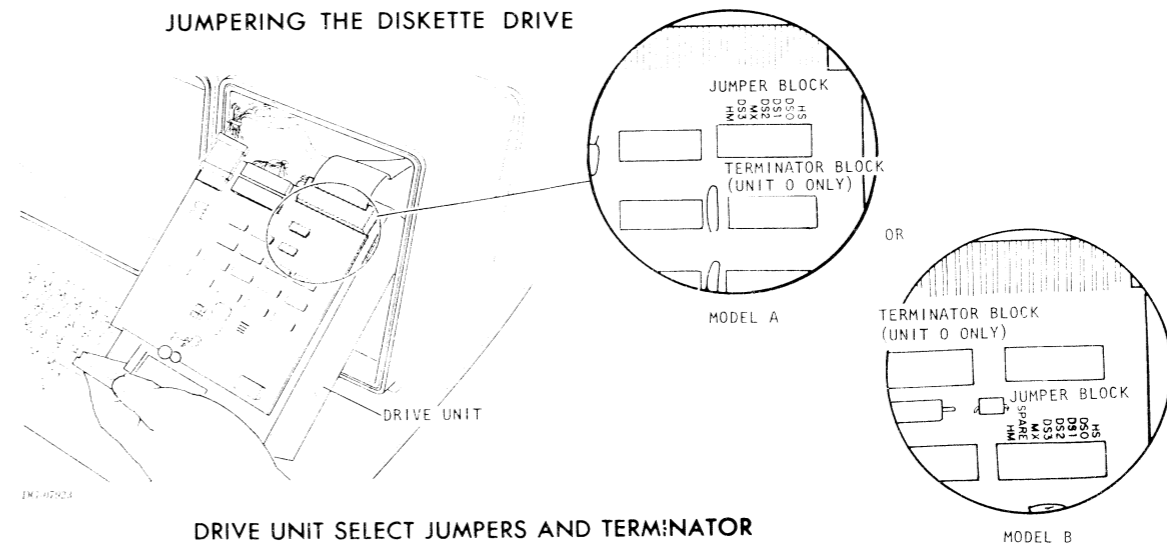 JUMPERING THE DISKETTE DRIVE
JUMPER BLOCK
HM
DS3
MX
DS2
DS1
DS0
HS
TERMINATOR BLOCK
(UNIT 0 ONLY)
MODEL A
OR
TERMINATOR BLOCK
(UNIT 0 ONLY)
JUMPER BLOCK
HM
SPARE
MX
DS3
DS2
DS1
DS0
HS
MODEL B
DRIVE UNIT
DRIVE UNIT SELECT JUMPERS AND TERMINATOR